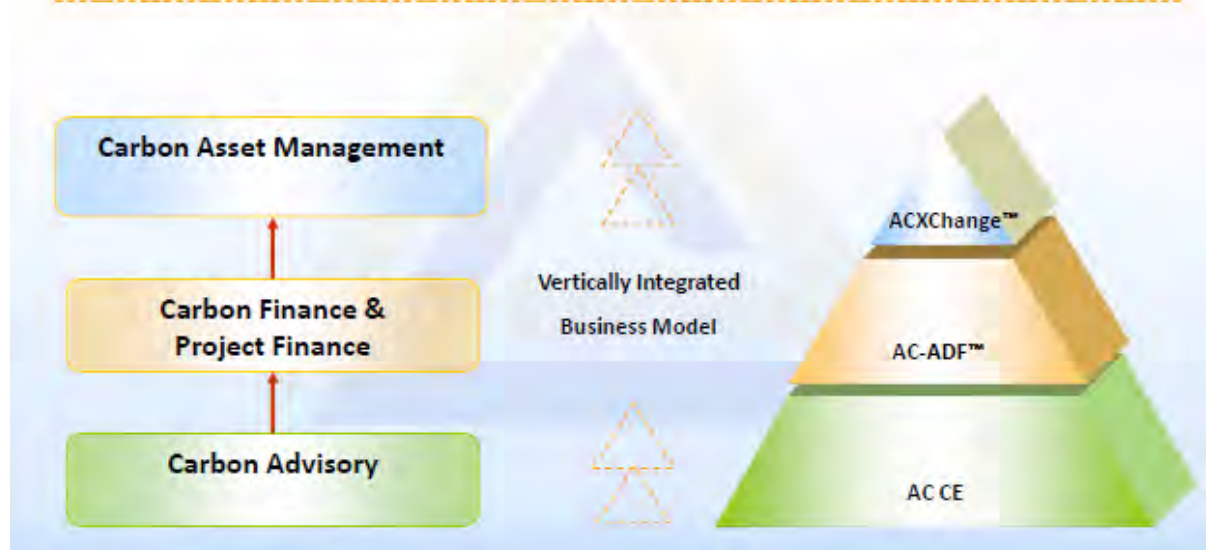 Carbon Asset Management
Carbon Finance &
Project Finance
Carbon Advisory
Vertically Integrated
Business Model
ACXChange™
AC-ADF™
AC CE